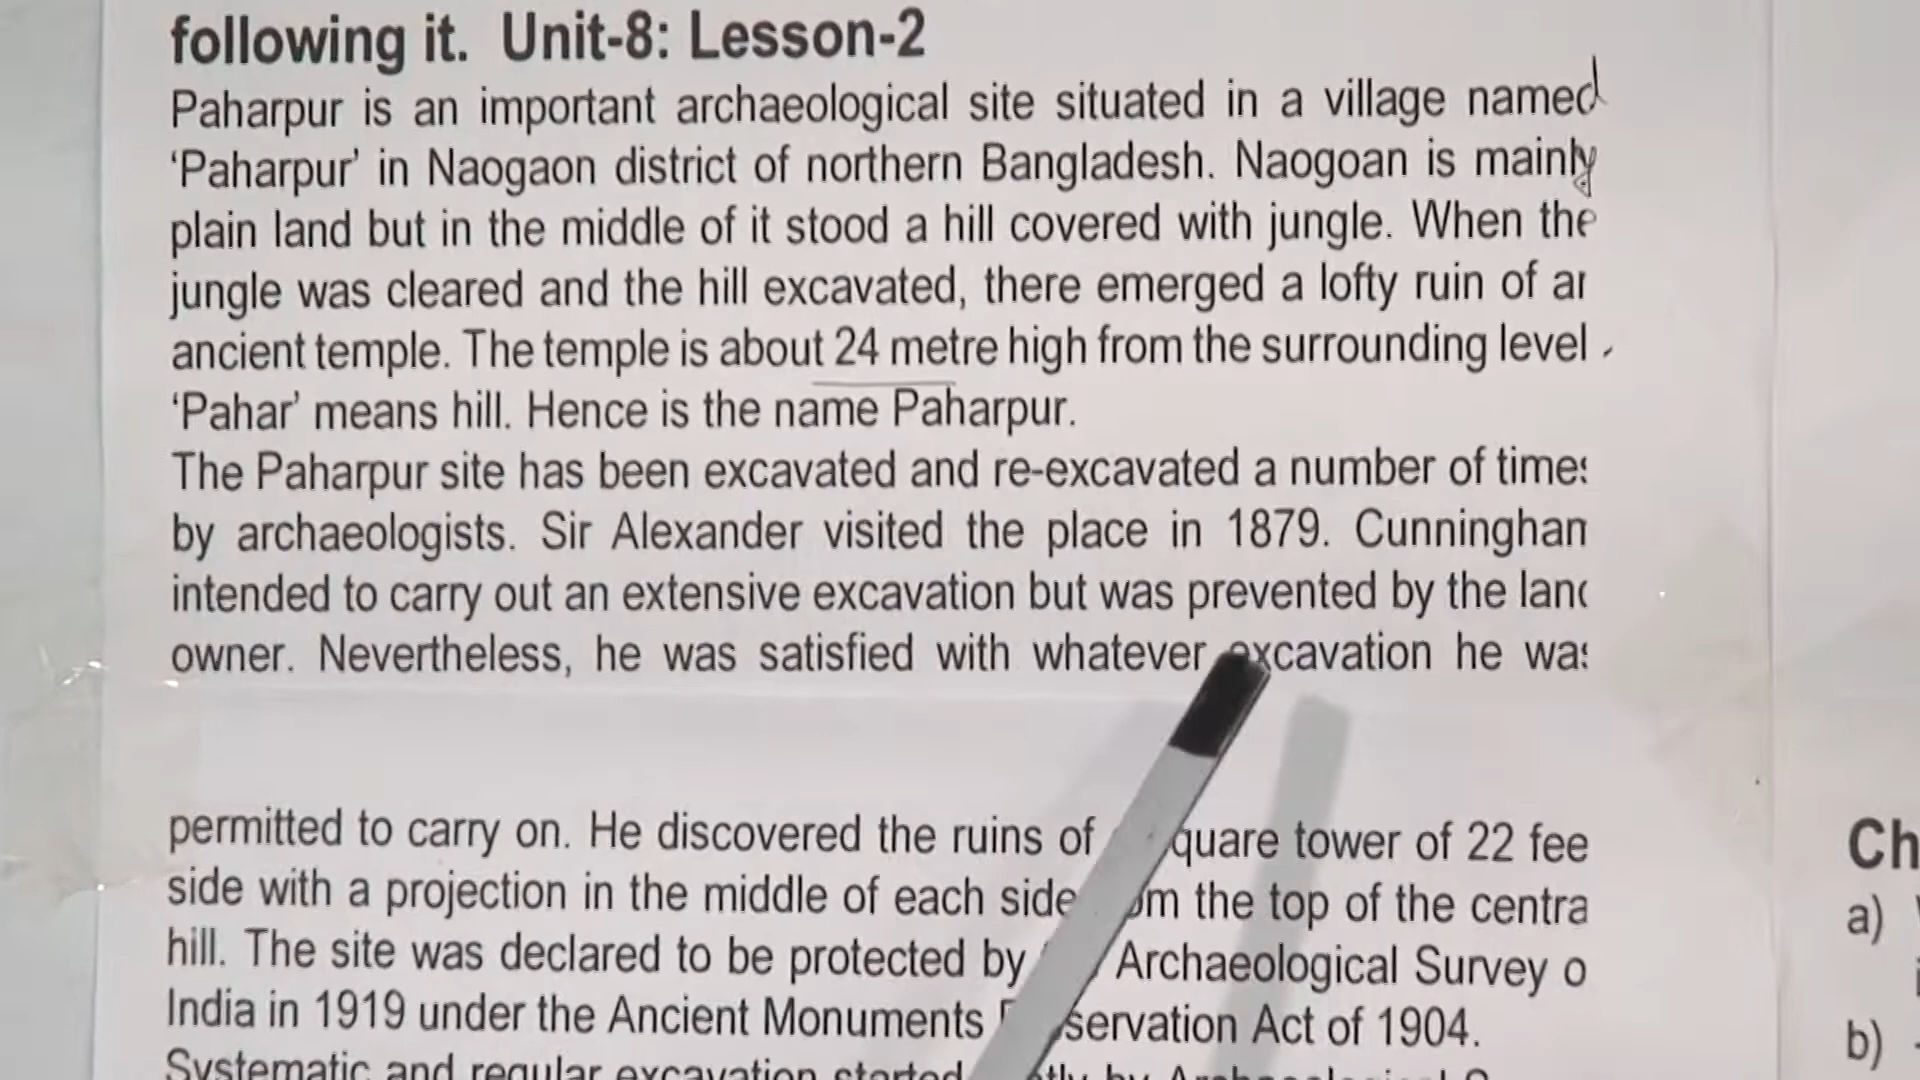 following it. Unit-8: Lesson-2
Paharpur is an important archaeological site situated in a village named
‘Paharpur’ in Naogaon district of northern Bangladesh. Naogoan is mainly
plain land but in the middle of it stood a hill covered with jungle. When the
jungle was cleared and the hill excavated, there emerged a lofty ruin of an
ancient temple. The temple is about 24 metre high from the surrounding level.
‘Pahar’ means hill. Hence is the name Paharpur.
The Paharpur site has been excavated and re-excavated a number of times
by archaeologists. Sir Alexander visited the place in 1879. Cunningham
intended to carry out an extensive excavation but was prevented by the land
owner. Nevertheless, he was satisfied with whatever excavation he was
permitted to carry on. He discovered the ruins of square tower of 22 fee
side with a projection in the middle of each side the top of the centra
hill. The site was declared to be protected by Archaeological Survey o
India in 1919 under the Ancient Monuments Act of 1904.
Systematic and regular excavation started by
Ch
a)
b)